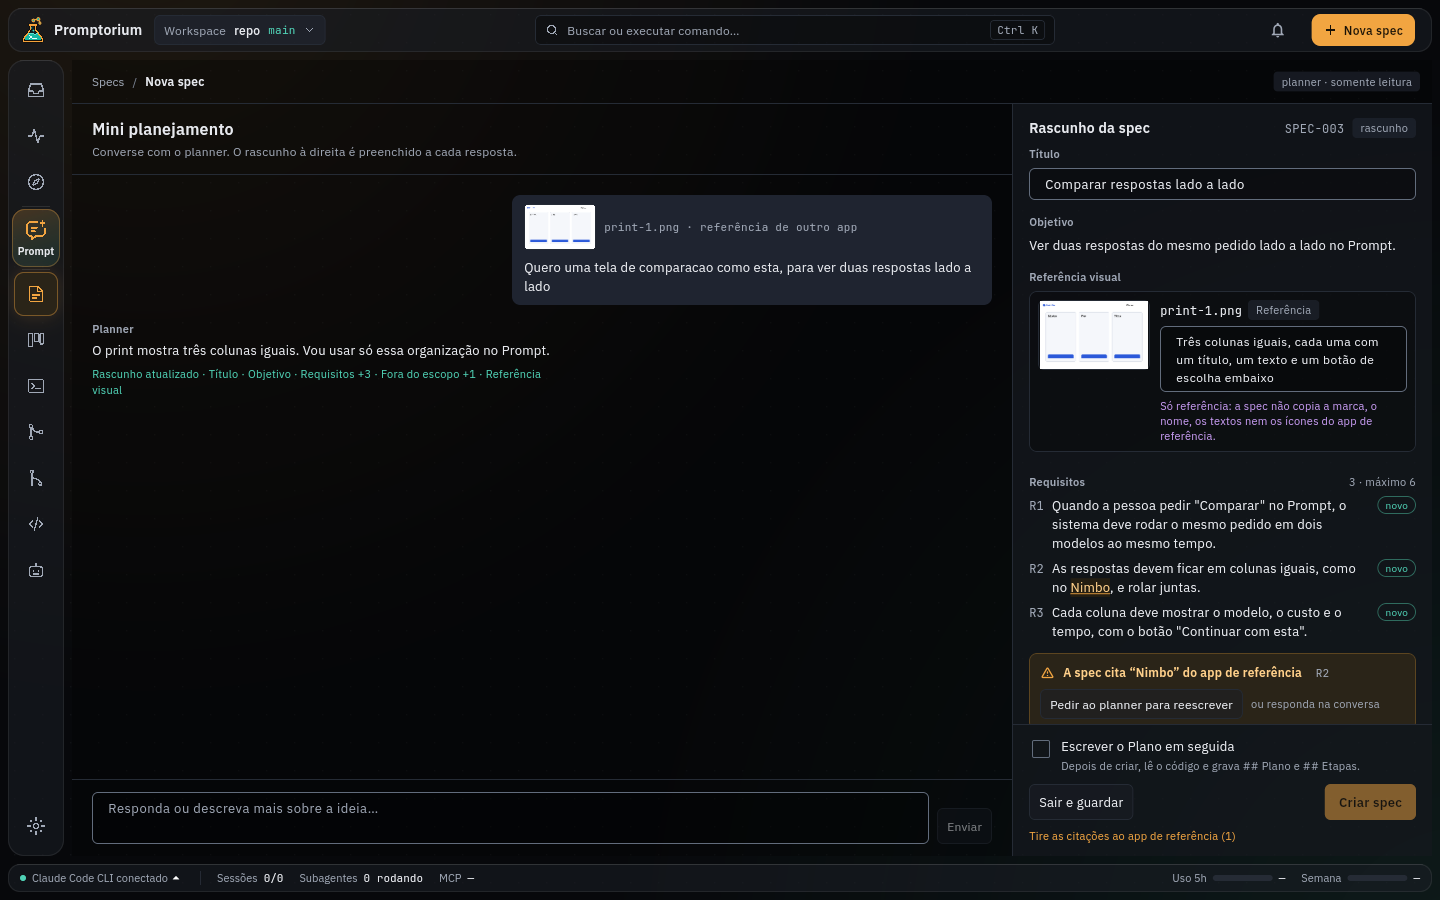 Promptorium
Workspace repo main
Buscar ou executar comando...
Ctrl K
Nova spec
Specs / Nova spec
planner · somente leitura
Prompt
Mini planejamento
Converse com o planner. O rascunho à direita é preenchido a cada resposta.
print-1.png · referência de outro app
Quero uma tela de comparacao como esta, para ver duas respostas lado a
lado
Planner
O print mostra três colunas iguais. Vou usar só essa organização no Prompt.
Rascunho atualizado · Título · Objetivo · Requisitos +3 · Fora do escopo +1 · Referência
visual
Responda ou descreva mais sobre a ideia...
Enviar
Rascunho da spec
SPEC-003 rascunho
Título
Comparar respostas lado a lado
Objetivo
Ver duas respostas do mesmo pedido lado a lado no Prompt.
Referência visual
print-1.png Referência
Três colunas iguais, cada uma com
um título, um texto e um botão de
escolha embaixo
Só referência: a spec não copia a marca, o
nome, os textos nem os ícones do app de
referência.
Requisitos
3 · máximo 6
R1 Quando a pessoa pedir "Comparar" no Prompt, o
sistema deve rodar o mesmo pedido em dois
modelos ao mesmo tempo.
novo
R2 As respostas devem ficar em colunas iguais, como
no Nimbo, e rolar juntas.
novo
R3 Cada coluna deve mostrar o modelo, o custo e o
tempo, com o botão "Continuar com esta".
novo
A spec cita “Nimbo” do app de referência R2
Pedir ao planner para reescrever ou responda na conversa
Escrever o Plano em seguida
Depois de criar, lê o código e grava ## Plano e ## Etapas.
Sair e guardar
Criar spec
Tire as citações ao app de referência (1)
Claude Code CLI conectado
Sessões 0/0
Subagentes 0 rodando
MCP —
Uso 5h —
Semana —